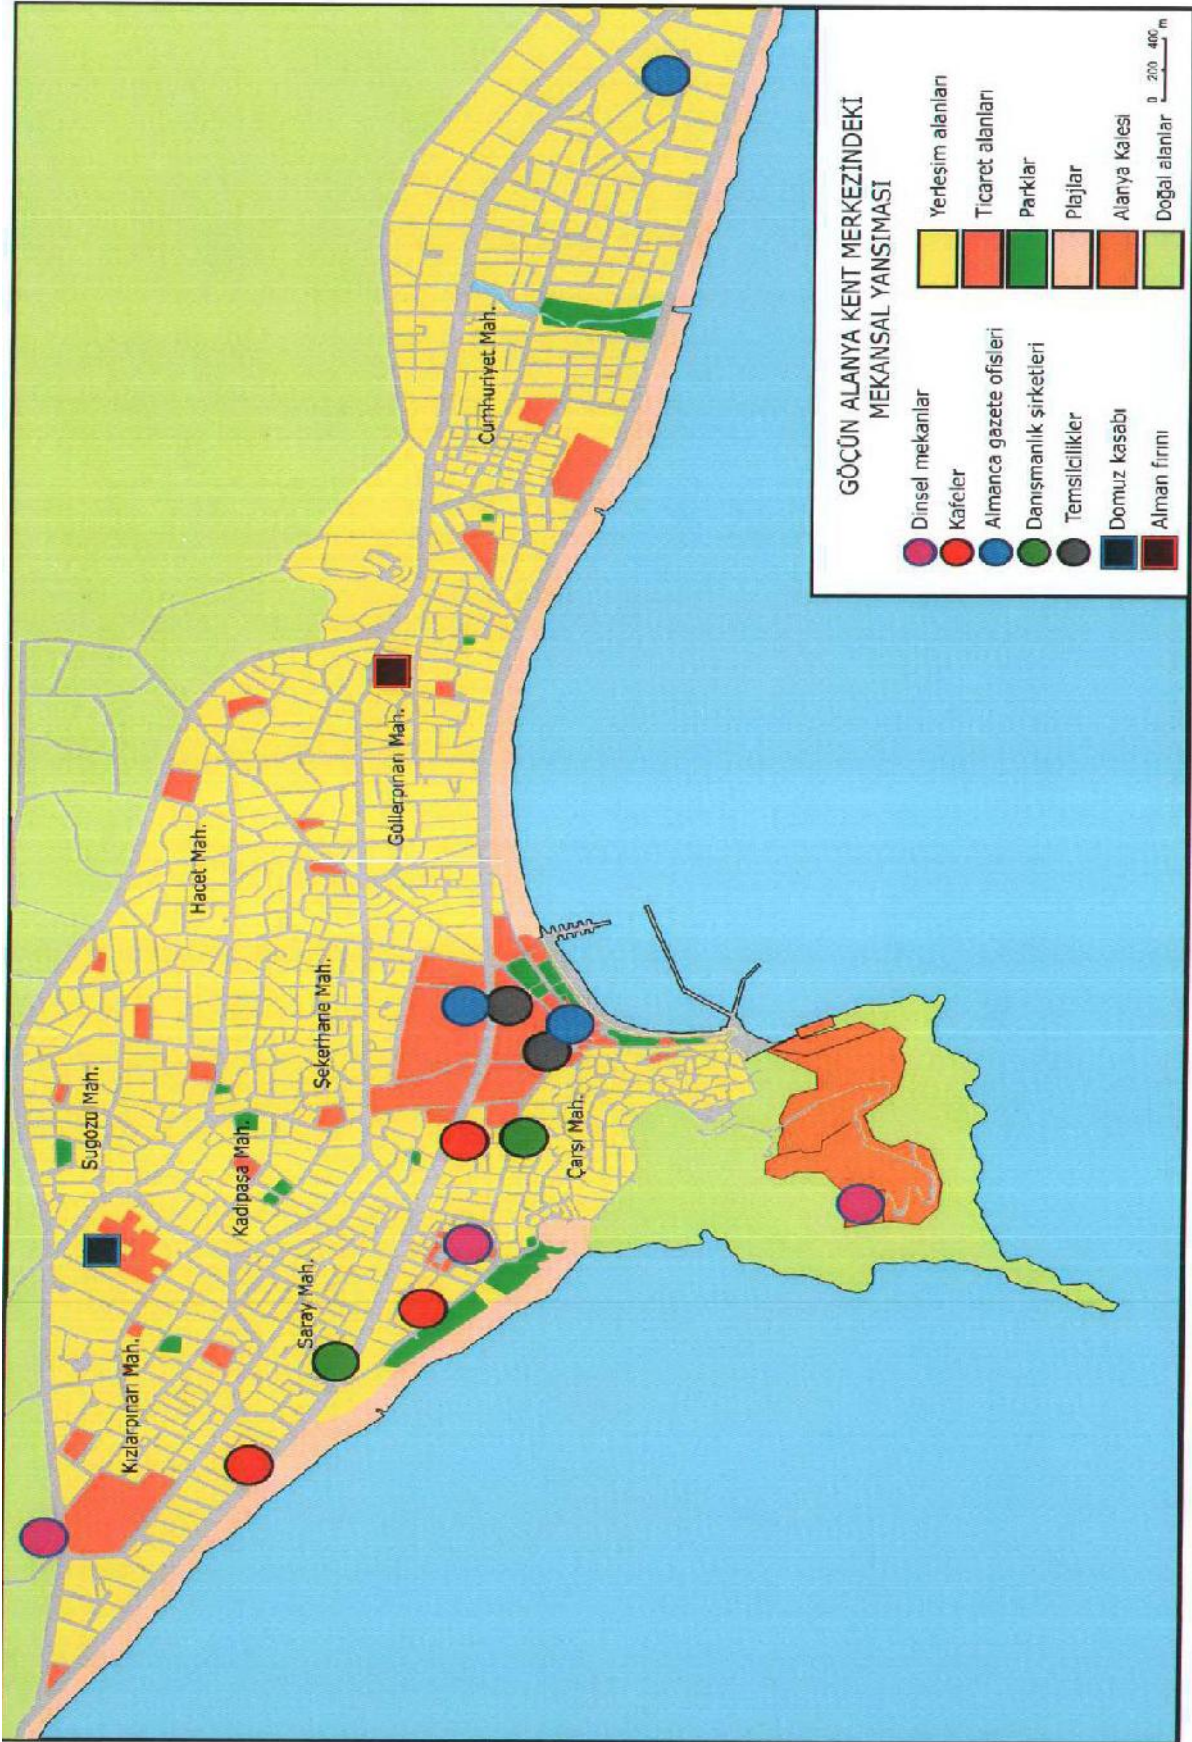 GÖÇÜN ALANYA KENT MERKEZİNDEKİ
MEKANSAL YANSIMASI
Dinsel mekanlar
Kafeler
Almanca gazete ofisleri
Danışmanlık şirketleri
Temsilcilikler
Domuz kasabı
Alman fırını
Yerleşim alanları
Ticaret alanları
Parklar
Plajlar
Alanya Kalesi
Doğal alanlar
0 200 400 m
Kızlarpınarı Mah.
Sugözü Mah.
Hacet Mah.
Kadıpaşa Mah.
Saray Mah.
Şekerhane Mah.
Güllerpınarı Mah.
Cumhuriyet Mah.
Çarşı Mah.